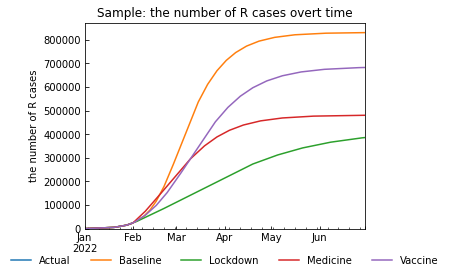 Sample: the number of R cases overt time
the number of R cases
800000
700000
600000
500000
400000
300000
200000
100000
0
Jan Feb Mar Apr May Jun
2022
Actual Baseline Lockdown Medicine Vaccine